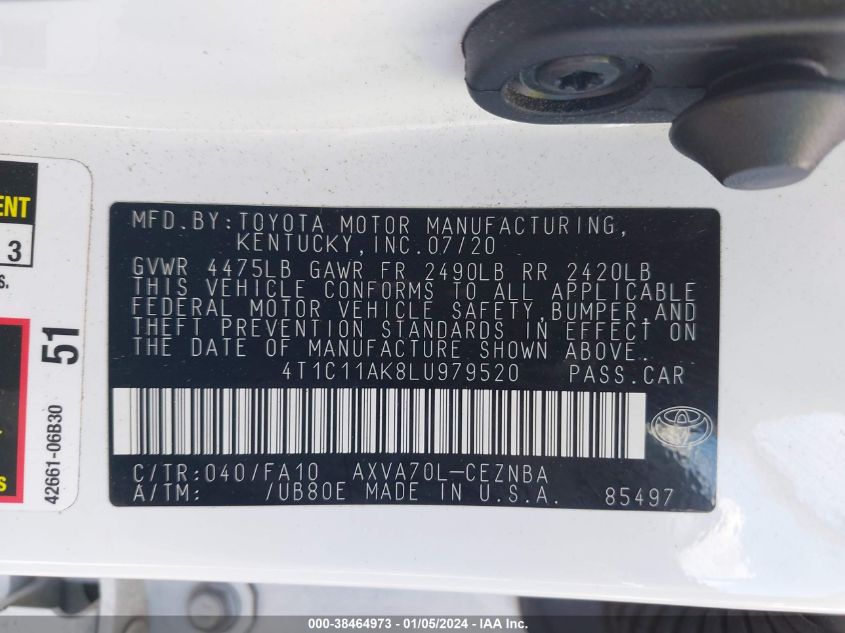 MFD.BY:TOYOTA MOTOR MANUFACTURING,
KENTUCKY,INC.07/20
GVWR 4475LB GAWR FR 2490LB RR 2420LB
THIS VEHICLE CONFORMS TO ALL APPLICABLE
FEDERAL MOTOR VEHICLE SAFETY,BUMPER,AND
THEFT PREVENTION STANDARDS IN EFFECT ON
THE DATE OF MANUFACTURE SHOWN ABOVE.
4T1C11AK8LU979520 PASS.CAR
C/TR:040/FA10 AXVA70L-CEZNBA
A/TM: /UB80E MADE IN U.S.A. 85497
3
51
42661-06B30
000-38464973 - 01/05/2024 - IAA Inc.